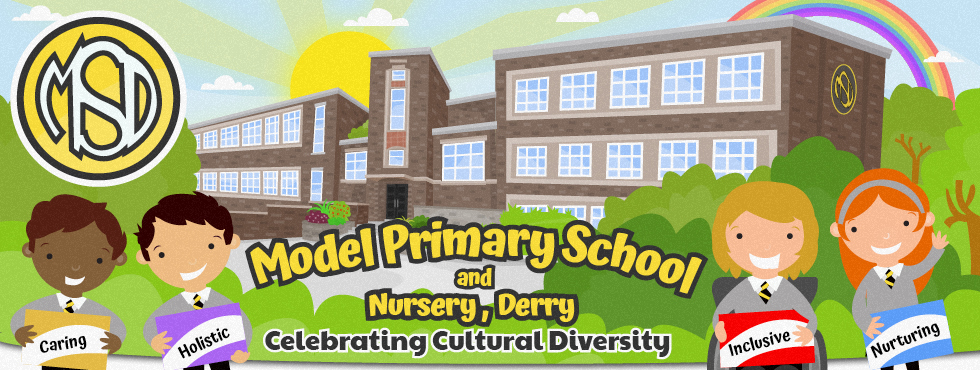 MSD
Model Primary School
and
Nursery, Derry
Celebrating Cultural Diversity
Caring
Holistic
Inclusive
Nurturing